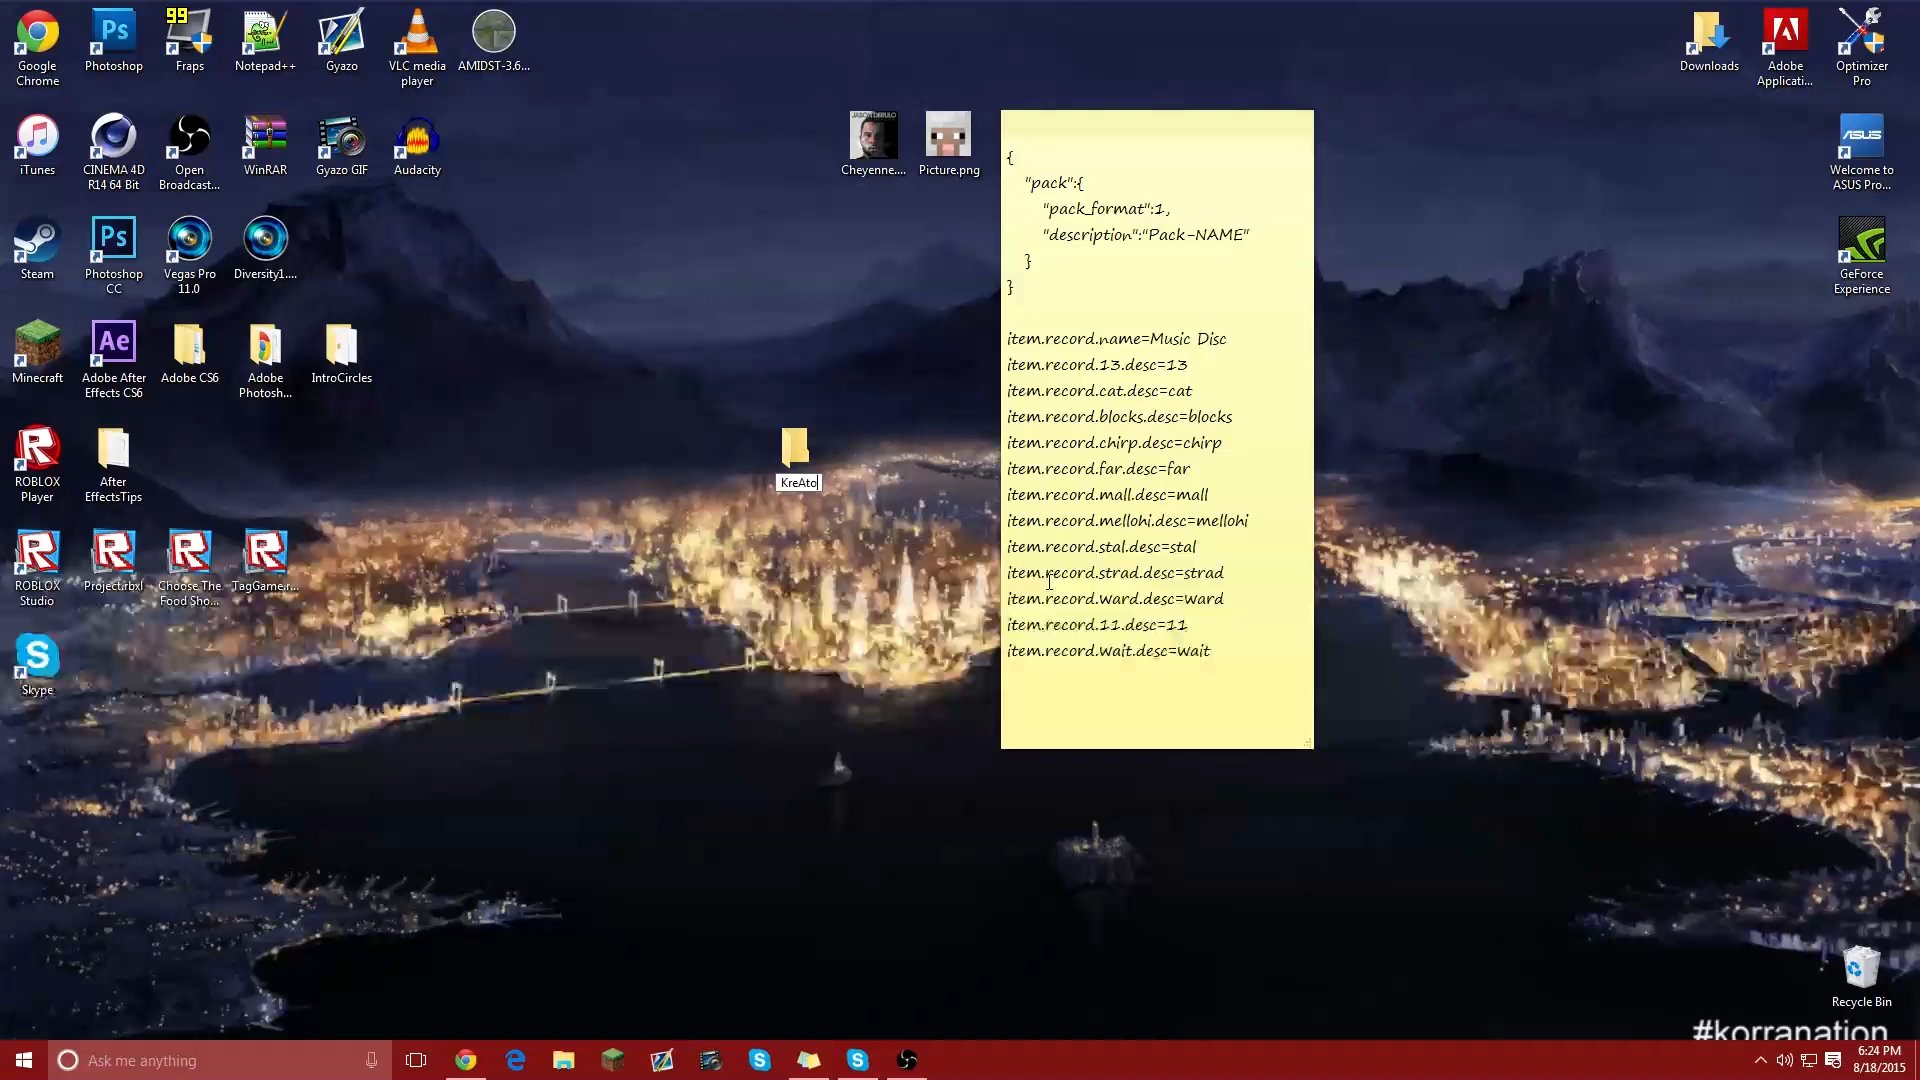 99
Google
Chrome
Photoshop
Fraps
Notepad++
Gyazo
VLC media
player
AMIDST-3.6...
Downloads
Adobe
Applicati...
Optimizer
Pro
iTunes
CINEMA 4D
R14 64 Bit
Open
Broadcast...
WinRAR
Gyazo GIF
Audacity
JASON DERULO
Cheyenne....
Picture.png
ASUS
Welcome to
ASUS Pro...
Steam
Ps
Photoshop
CC
Vegas Pro
11.0
Diversity1....
GeForce
Experience
Minecraft
Ae
Adobe After
Effects CS6
Adobe CS6
Adobe
Photosh...
IntroCircles
ROBLOX
Player
After
EffectsTips
KreAto
ROBLOX
Studio
Project.rbxl
Choose The
Food Sho...
TagGame.r...
Skype
{
"pack":{
"pack_format":1,
"description":"Pack-NAME"
}
}
item.record.name=Music Disc
item.record.13.desc=13
item.record.cat.desc=cat
item.record.blocks.desc=blocks
item.record.chirp.desc=chirp
item.record.far.desc=far
item.record.mall.desc=mall
item.record.mellohi.desc=mellohi
item.record.stal.desc=stal
item.record.strad.desc=strad
item.record.ward.desc=ward
item.record.11.desc=11
item.record.wait.desc=wait
Recycle Bin
#korranation
Ask me anything
6:24 PM
8/18/2015